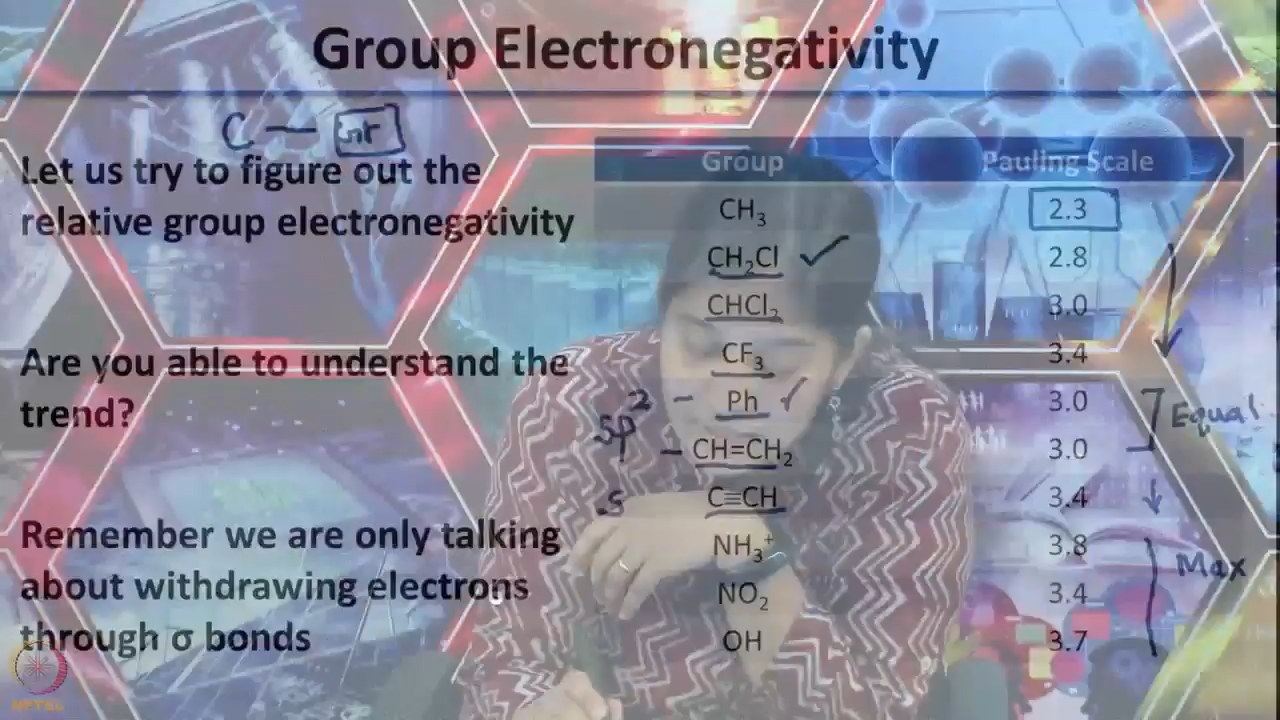 Group Electronegativity
C —
Let us try to figure out the
relative group electronegativity
Are you able to understand the
trend?
Remember we are only talking
about withdrawing electrons
through σ bonds
Group Pauling Scale
CH₃ 2.3
CH₂Cl ✓ 2.8
CHCl₂ 3.0
CF₃ 3.4
sp² – Ph ✓ 3.0
– CH=CH₂ 3.0
Equal
s C≡CH 3.4
NH₃⁺ 3.8
Max
NO₂ 3.4
OH 3.7
NPTEL